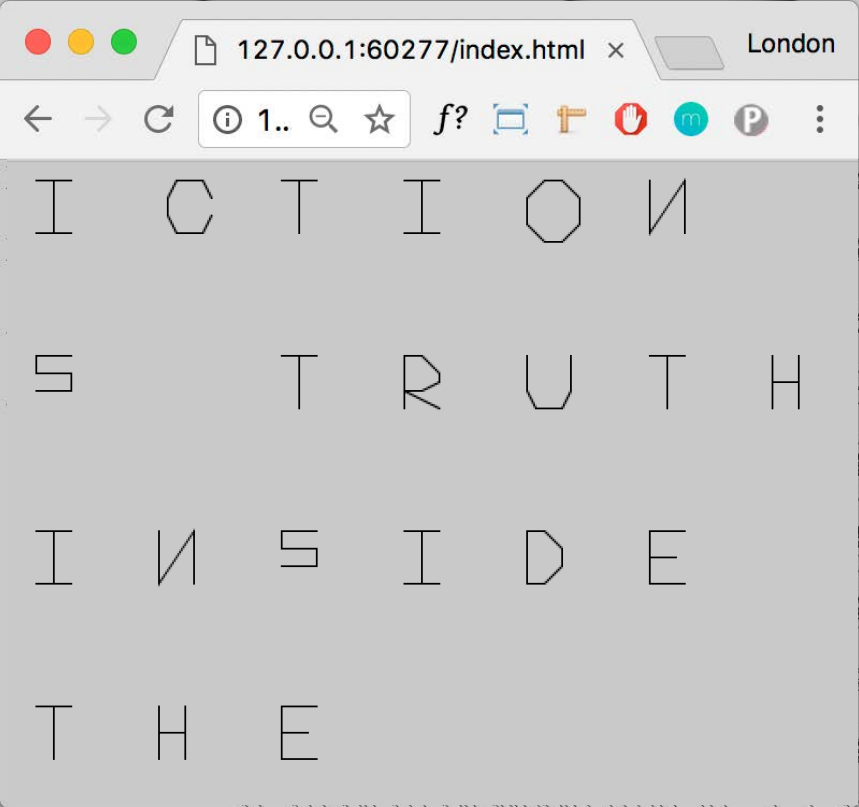 London
127.0.0.1:60277/index.html
1.. f? m P
ICTION
S TRUTH
INSIDE
THE